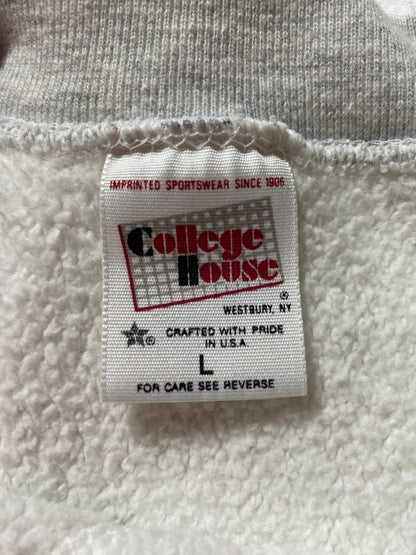 IMPRINTED SPORTSWEAR SINCE 1906
College
House
®
WESTBURY, NY
® CRAFTED WITH PRIDE
IN U.S.A.
L
FOR CARE SEE REVERSE